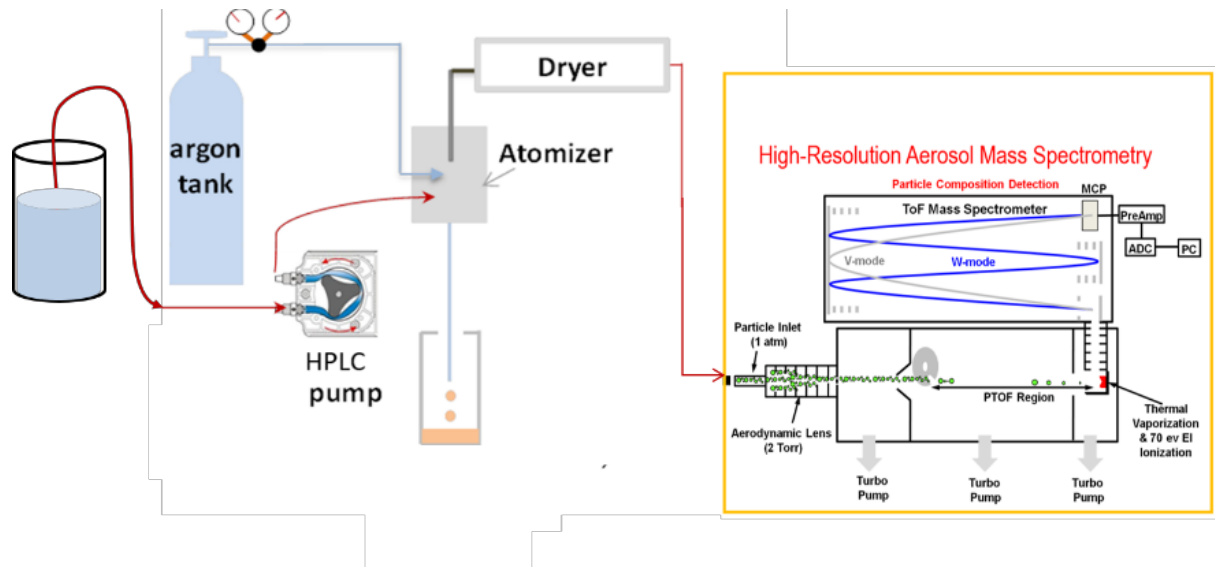 argon
tank
Dryer
Atomizer
HPLC
pump
High-Resolution Aerosol Mass Spectrometry
Particle Composition Detection
MCP
ToF Mass Spectrometer
PreAmp
ADC
PC
V-mode
W-mode
Particle Inlet
(1 atm)
PTOF Region
Aerodynamic Lens
(2 Torr)
Thermal
Vaporization
& 70 ev EI
Ionization
Turbo
Pump
Turbo
Pump
Turbo
Pump